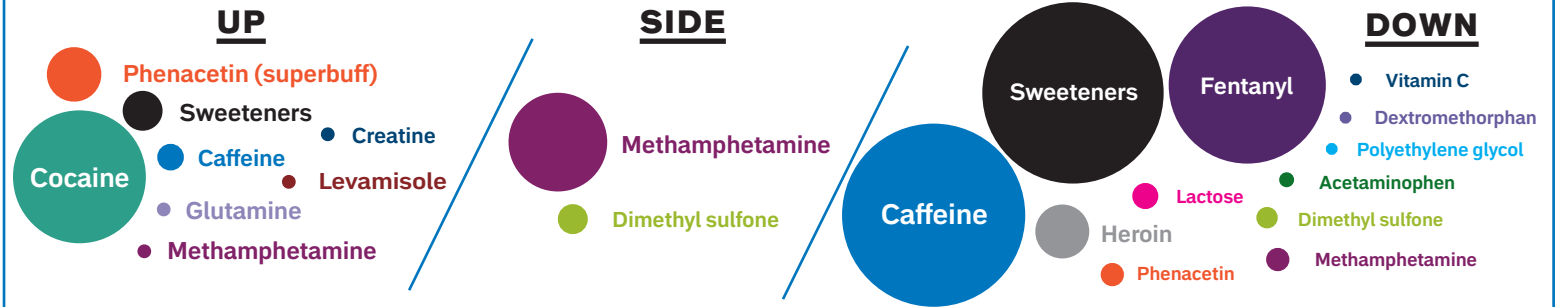 UP
Phenacetin (superbuff)
Sweeteners
Creatine
Caffeine
Cocaine
Levamisole
Glutamine
Methamphetamine
SIDE
Methamphetamine
Dimethyl sulfone
DOWN
Sweeteners
Fentanyl
Vitamin C
Dextromethorphan
Polyethylene glycol
Acetaminophen
Lactose
Caffeine
Dimethyl sulfone
Heroin
Methamphetamine
Phenacetin